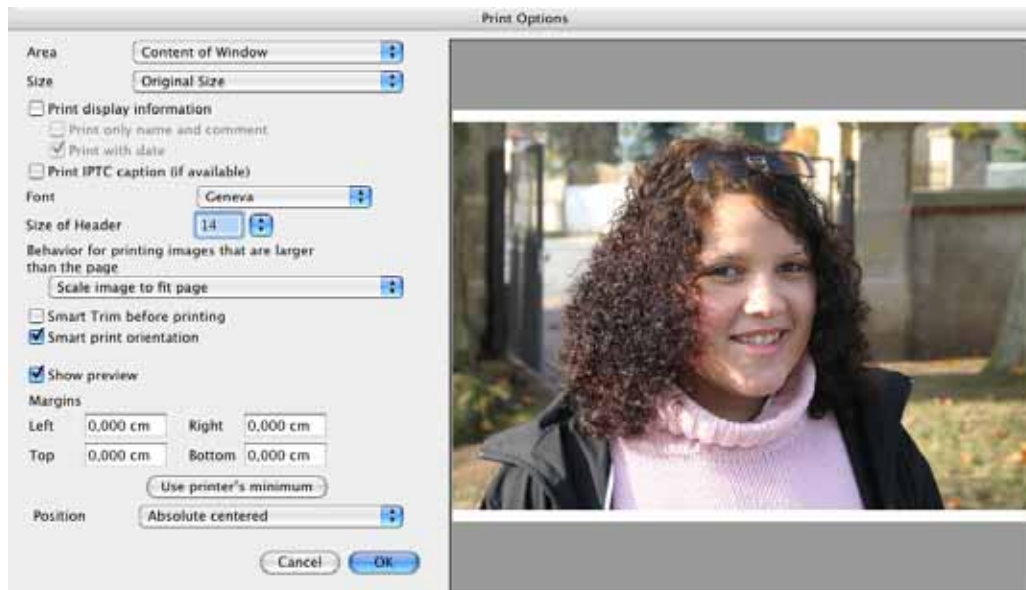 Print Options
Area Content of Window
Size Original Size
Print display information
Print only name and comment
Print with date
Print IPTC caption (if available)
Font Geneva
Size of Header 14
Behavior for printing images that are larger
than the page
Scale image to fit page
Smart Trim before printing
Smart print orientation
Show preview
Margins
Left 0,000 cm Right 0,000 cm
Top 0,000 cm Bottom 0,000 cm
Use printer's minimum
Position Absolute centered
Cancel OK